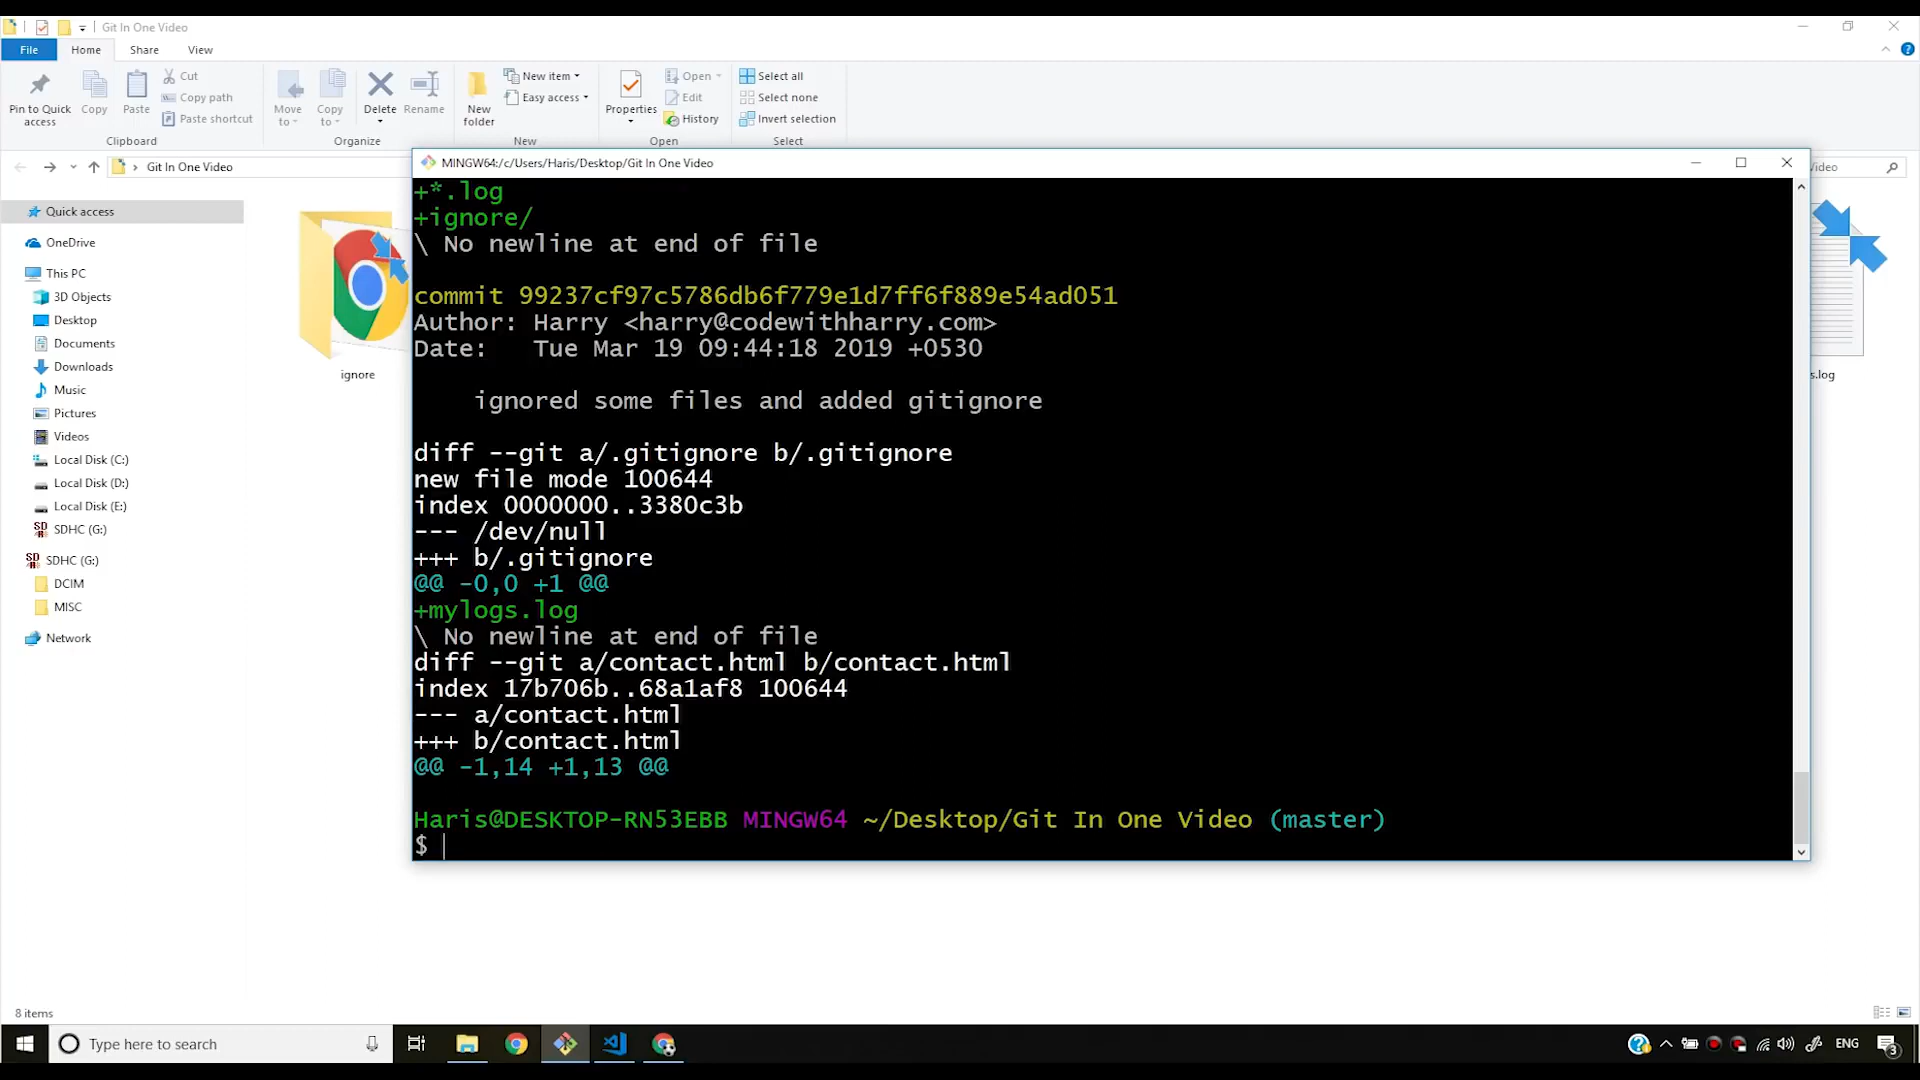 Git In One Video
File Home Share View
Pin to Quick access
Copy
Paste
Cut
Copy path
Paste shortcut
Clipboard
Move to
Copy to
Delete
Rename
Organize
New folder
New item
Easy access
New
Properties
Open
Edit
History
Open
Select all
Select none
Invert selection
Select
Git In One Video
MINGW64:/c/Users/Haris/Desktop/Git In One Video
Quick access
OneDrive
This PC
3D Objects
Desktop
Documents
Downloads
Music
Pictures
Videos
Local Disk (C:)
Local Disk (D:)
Local Disk (E:)
SDHC (G:)
SDHC (G:)
DCIM
MISC
Network
ignore
s.log
+*.log
+ignore/
\ No newline at end of file
commit 99237cf97c5786db6f779e1d7ff6f889e54ad051
Author: Harry <harry@codewithharry.com>
Date:   Tue Mar 19 09:44:18 2019 +0530
ignored some files and added gitignore
diff --git a/.gitignore b/.gitignore
new file mode 100644
index 0000000..3380c3b
--- /dev/null
+++ b/.gitignore
@@ -0,0 +1 @@
+mylogs.log
\ No newline at end of file
diff --git a/contact.html b/contact.html
index 17b706b..68a1af8 100644
--- a/contact.html
+++ b/contact.html
@@ -1,14 +1,13 @@
Haris@DESKTOP-RN53EBB MINGW64 ~/Desktop/Git In One Video (master)
$
8 items
Type here to search
ENG
3